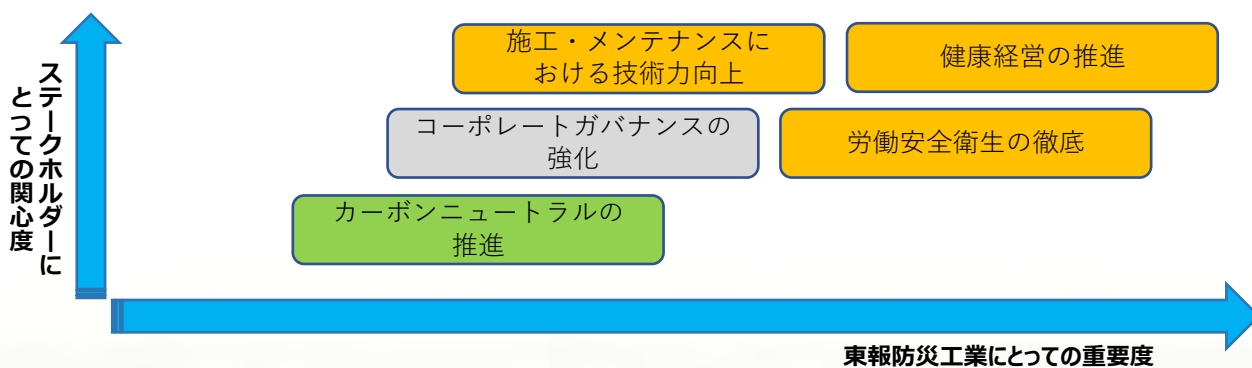 ステークホルダーに
とっての関心度
施工・メンテナンスに
おける技術力向上
健康経営の推進
コーポレートガバナンスの
強化
労働安全衛生の徹底
カーボンニュートラルの
推進
東報防災工業にとっての重要度